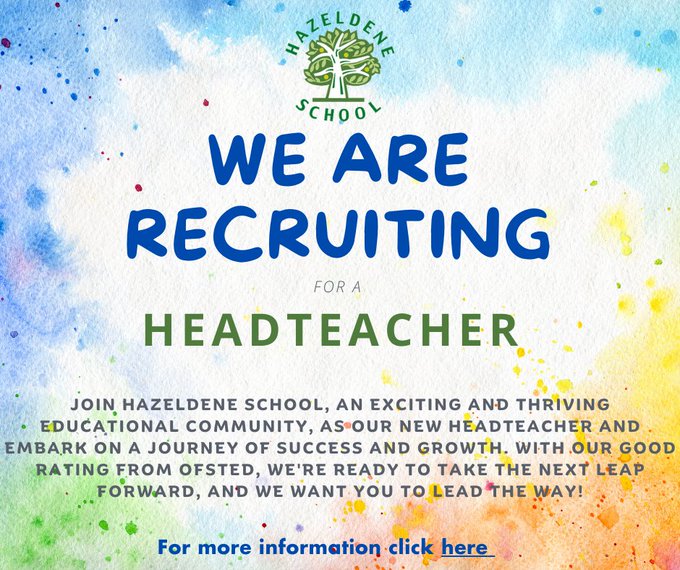 HAZELDENE
SCHOOL
WE ARE
RECRUITING
FOR A
HEADTEACHER
JOIN HAZELDENE SCHOOL, AN EXCITING AND THRIVING
EDUCATIONAL COMMUNITY, AS OUR NEW HEADTEACHER AND
EMBARK ON A JOURNEY OF SUCCESS AND GROWTH. WITH OUR GOOD
RATING FROM OFSTED, WE'RE READY TO TAKE THE NEXT LEAP
FORWARD, AND WE WANT YOU TO LEAD THE WAY!
For more information click here